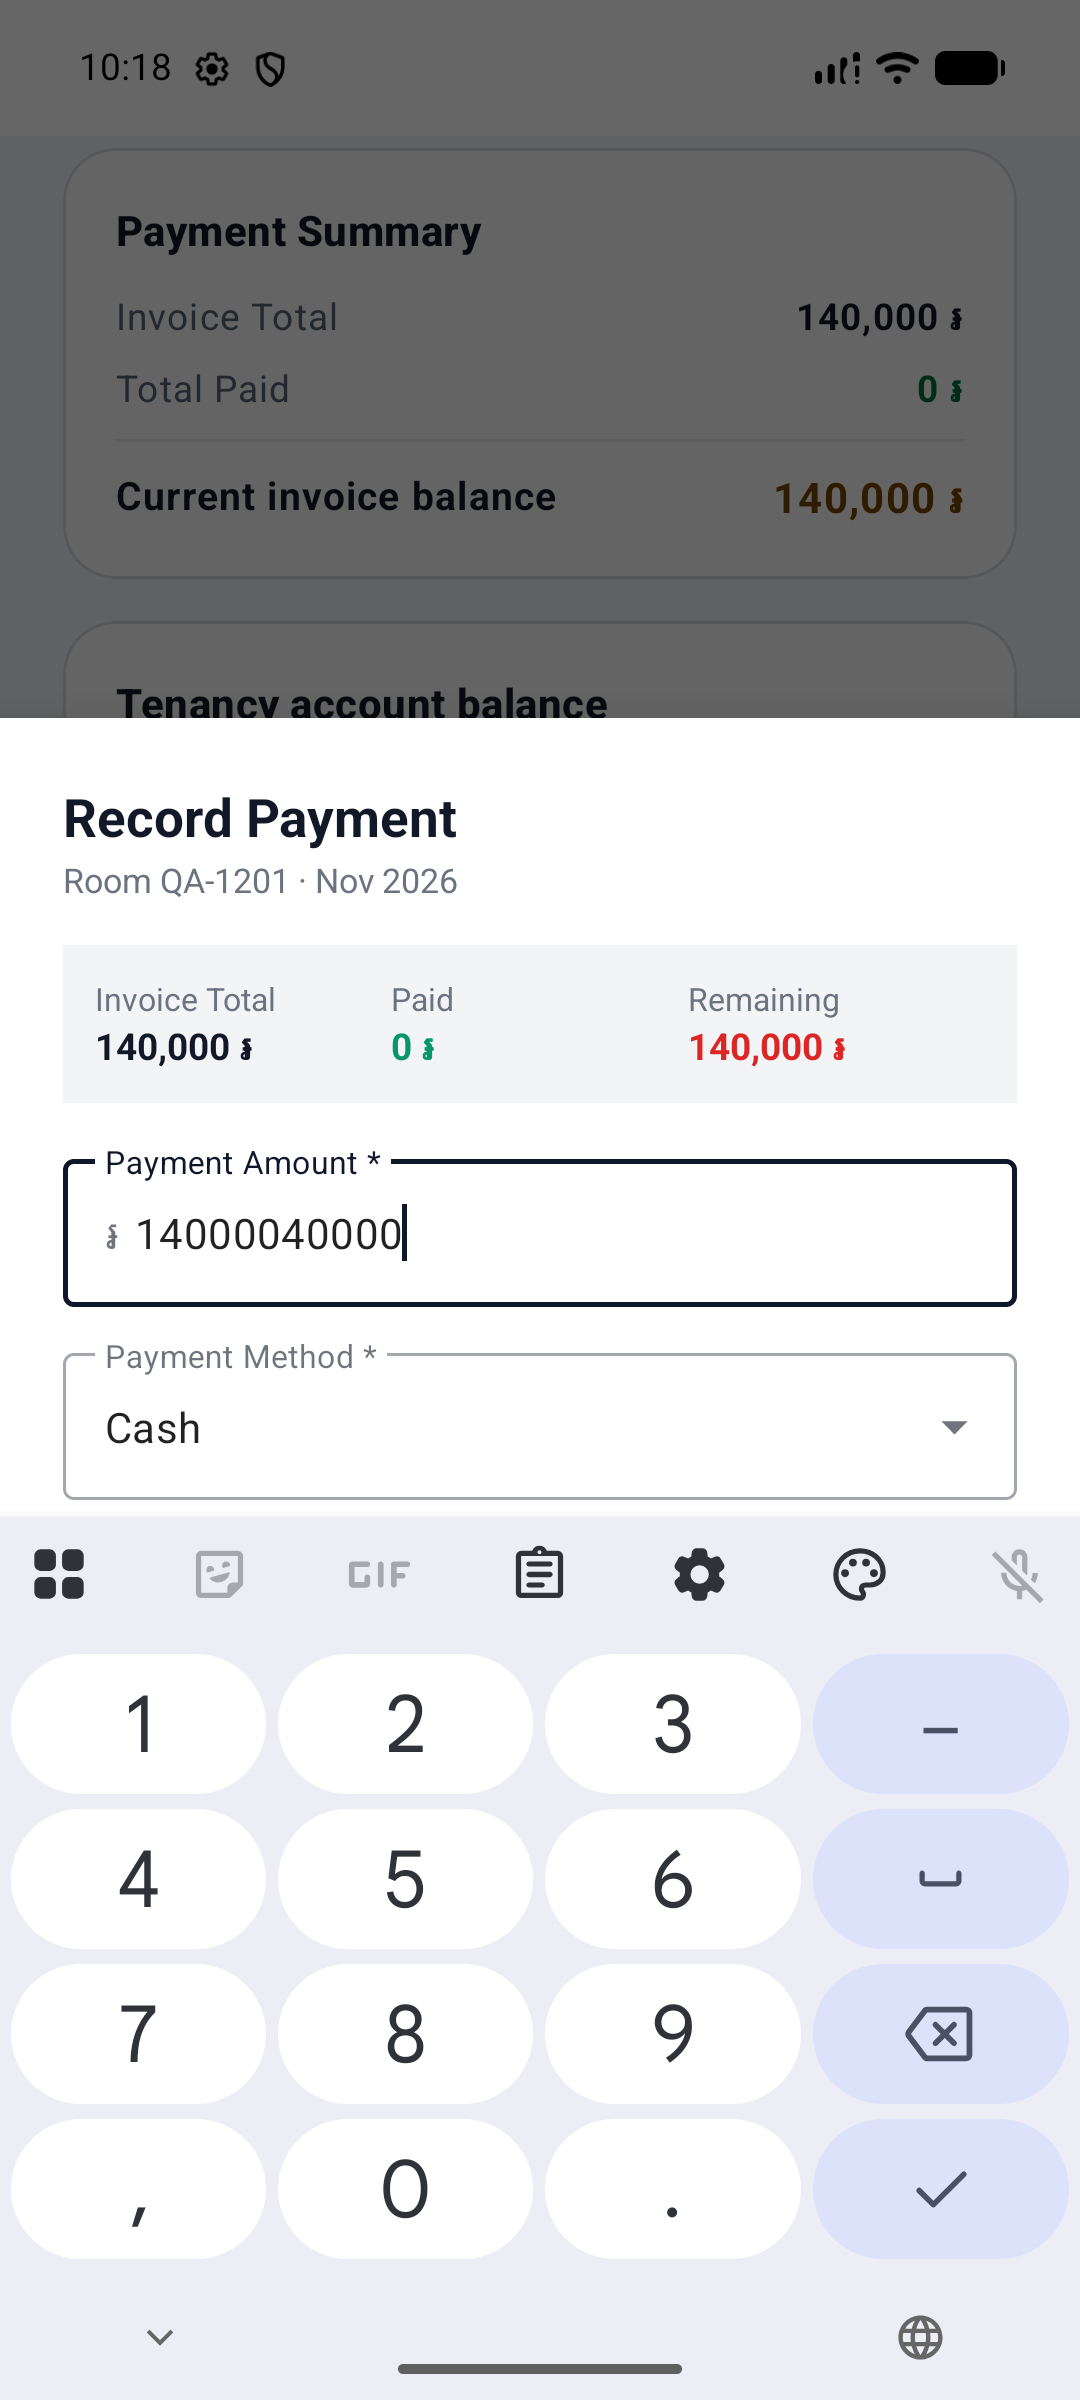 10:18
Payment Summary
Invoice Total 140,000 ៛
Total Paid 0 ៛
Current invoice balance 140,000 ៛
Tenancy account balance
Record Payment
Room QA-1201 · Nov 2026
Invoice Total Paid Remaining
140,000 ៛ 0 ៛ 140,000 ៛
Payment Amount *
៛ 14000040000
Payment Method *
Cash
GIF
1 2 3 –
4 5 6
7 8 9
, 0 .